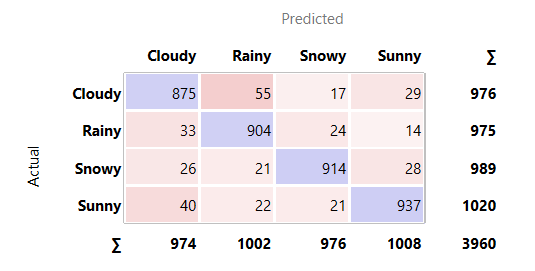 Predicted
Cloudy Rainy Snowy Sunny ∑
Cloudy 875 55 17 29 976
Rainy 33 904 24 14 975
Actual
Snowy 26 21 914 28 989
Sunny 40 22 21 937 1020
∑ 974 1002 976 1008 3960